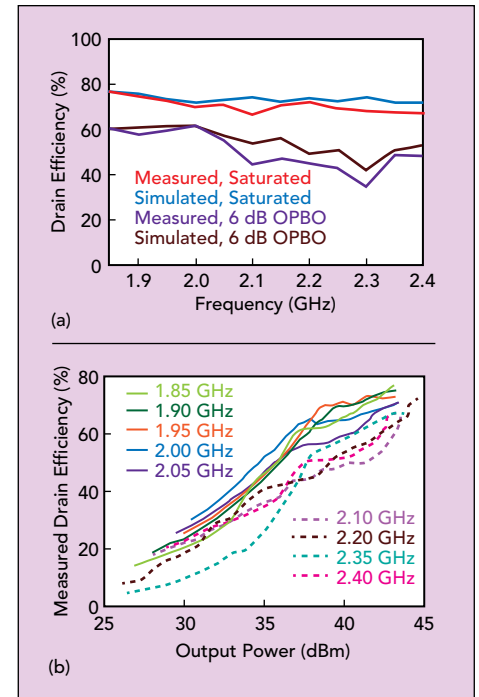 Drain Efficiency (%)
100
80
60
40
20
0
Measured, Saturated
Simulated, Saturated
Measured, 6 dB OPBO
Simulated, 6 dB OPBO
1.9 2.0 2.1 2.2 2.3 2.4
Frequency (GHz)
(a)
Measured Drain Efficiency (%)
80
60
40
20
0
1.85 GHz
1.90 GHz
1.95 GHz
2.00 GHz
2.05 GHz
2.10 GHz
2.20 GHz
2.35 GHz
2.40 GHz
25 30 35 40 45
Output Power (dBm)
(b)